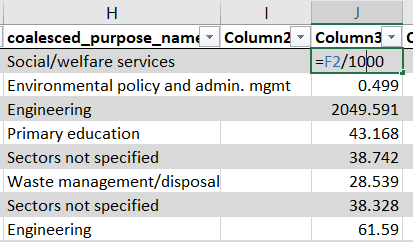 H I J
coalesced_purpose_name Column2 Column3
Social/welfare services =F2/1000
Environmental policy and admin. mgmt 0.499
Engineering 2049.591
Primary education 43.168
Sectors not specified 38.742
Waste management/disposal 28.539
Sectors not specified 38.328
Engineering 61.59